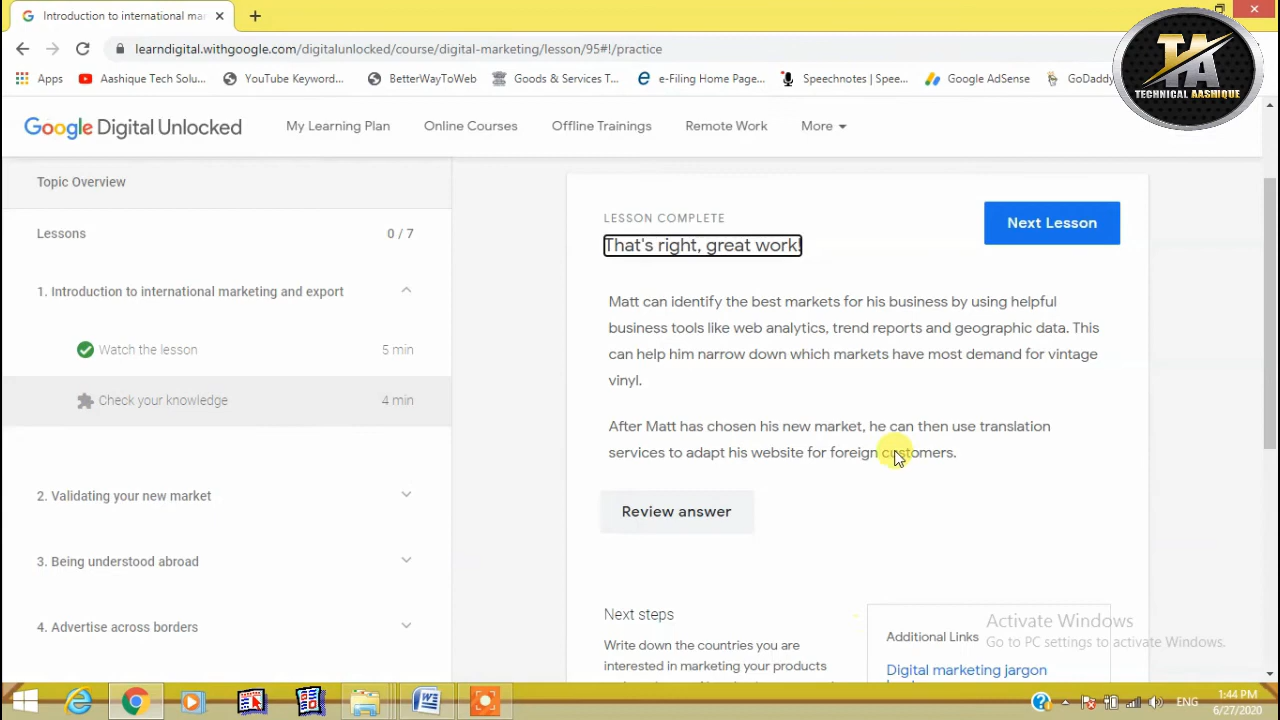 Introduction to international ma
learndigital.withgoogle.com/digitalunlocked/course/digital-marketing/lesson/95#!/practice
Apps
Aashique Tech Solu...
YouTube Keyword...
BetterWayToWeb
Goods & Services T...
e-Filing Home Page...
Speechnotes | Spee...
Google AdSense
GoDaddy
TA
TECHNICAL AASHIQUE
Google Digital Unlocked
My Learning Plan
Online Courses
Offline Trainings
Remote Work
More
Topic Overview
Lessons 0 / 7
1. Introduction to international marketing and export
Watch the lesson 5 min
Check your knowledge 4 min
2. Validating your new market
3. Being understood abroad
4. Advertise across borders
LESSON COMPLETE
That's right, great work!
Next Lesson
Matt can identify the best markets for his business by using helpful
business tools like web analytics, trend reports and geographic data. This
can help him narrow down which markets have most demand for vintage
vinyl.
After Matt has chosen his new market, he can then use translation
services to adapt his website for foreign customers.
Review answer
Next steps
Write down the countries you are
interested in marketing your products
Additional Links
Digital marketing jargon
Activate Windows
Go to PC settings to activate Windows.
ENG
1:44 PM
6/27/2020